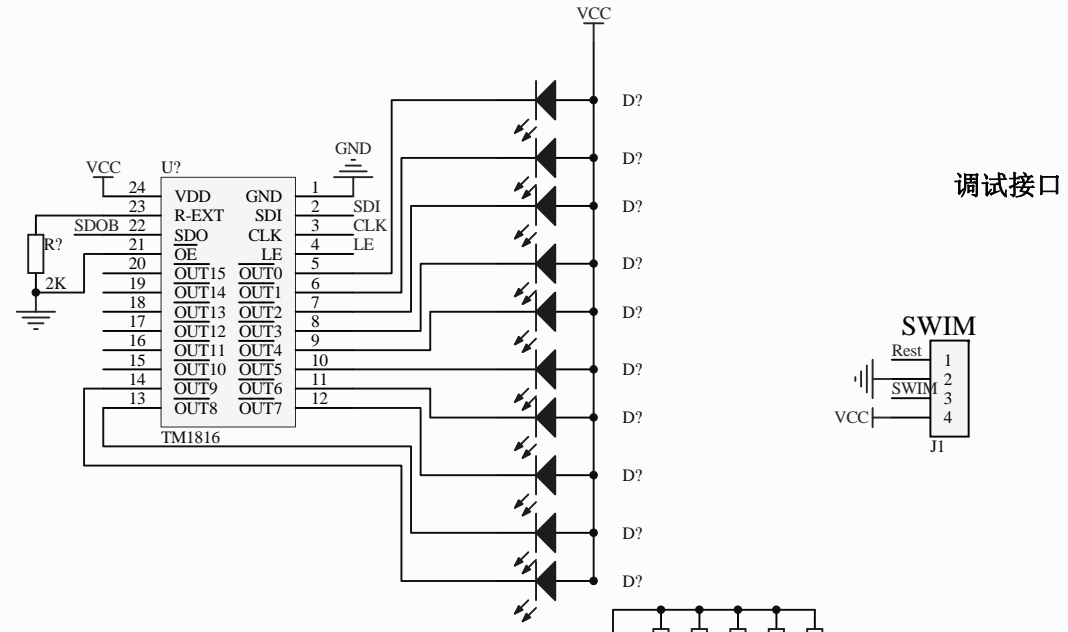 VCC
D?
D?
D?
D?
D?
D?
D?
D?
D?
D?
GND
VCC
U?
24 VDD GND 1
23 R-EXT SDI 2 SDI
SDOB 22 SDO CLK 3 CLK
R? 21 OE LE 4 LE
2K
20 OUT15 OUT0 5
19 OUT14 OUT1 6
18 OUT13 OUT2 7
17 OUT12 OUT3 8
16 OUT11 OUT4 9
15 OUT10 OUT5 10
14 OUT9 OUT6 11
13 OUT8 OUT7 12
TM1816
调试接口
SWIM
Rest 1
2
SWIM 3
VCC 4
J1